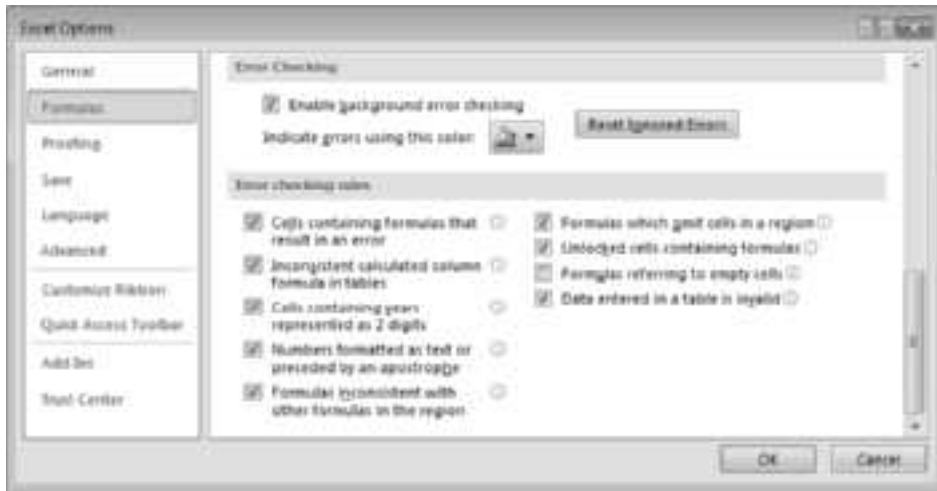 Excel Options
General
Formulas
Proofing
Save
Language
Advanced
Customize Ribbon
Quick Access Toolbar
Add-Ins
Trust Center
Error Checking
Enable background error checking
Indicate errors using this color:
Reset Ignored Errors
Error checking rules
Cells containing formulas that
result in an error
Inconsistent calculated column
formula in tables
Cells containing years
represented as 2 digits
Numbers formatted as text or
preceded by an apostrophe
Formulas inconsistent with
other formulas in the region
Formulas which omit cells in a region
Unlocked cells containing formulas
Formulas referring to empty cells
Data entered in a table is invalid
OK
Cancel